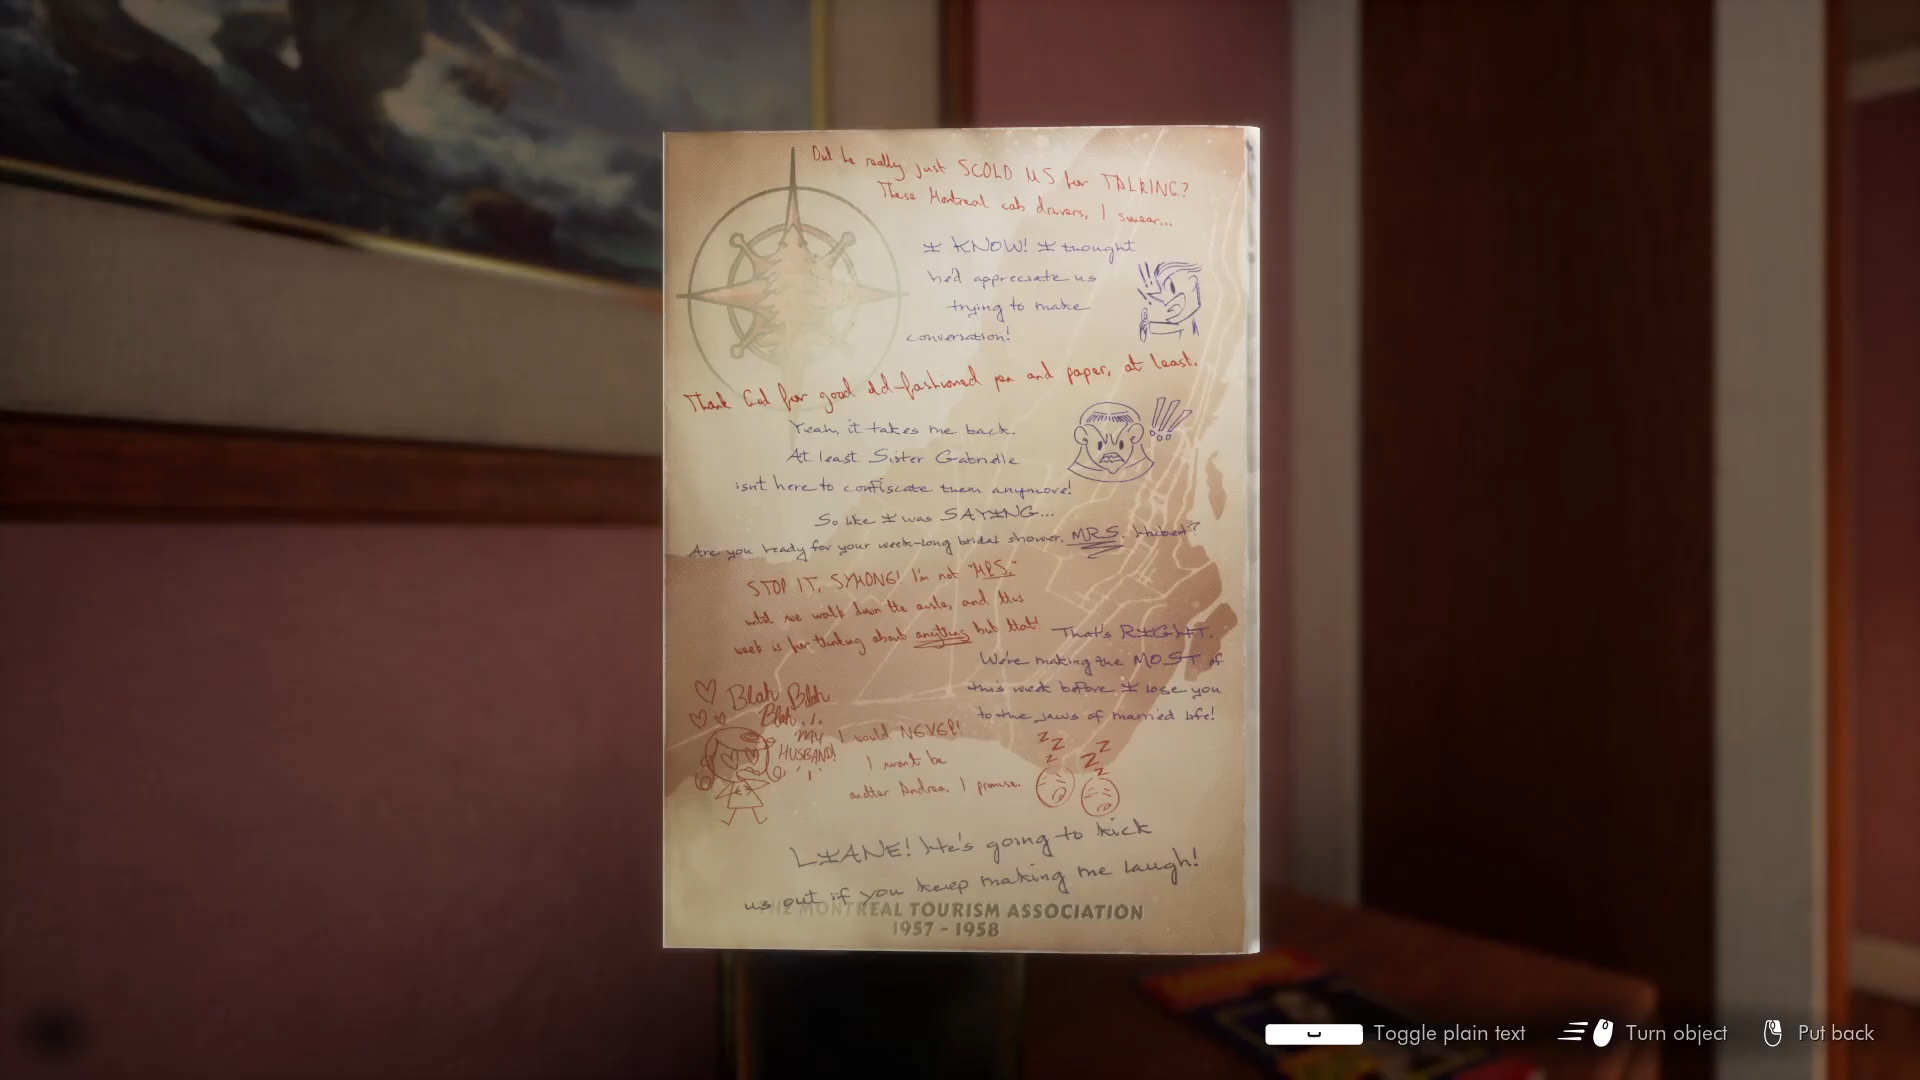 Did he really just SCOLD US for TALKING?
These Montreal cab drivers, I swear...
I KNOW! I thought
he'd appreciate us
trying to make
conversation!
Thank God for good old-fashioned pen and paper, at least.
Yeah, it takes me back.
At least Sister Gabrielle
isn't here to confiscate them anymore!
So like I was SAYING...
Are you ready for your week-long bridal shower, MRS. Hubert?
STOP IT, SYMONE! I'm not "MRS."
until we walk down the aisle, and this
week is for thinking about anything but that!
That's RIGHT.
We're making the MOST of
this week before I lose you
to the jaws of married life!
Blah Blah
Blah...
My
HUSBAND!
I would NEVER!
I won't be
another Andrea. I promise.
z z z
z z z
LIANE! He's going to kick
us out if you keep making me laugh!
THE MONTREAL TOURISM ASSOCIATION
1957 - 1958
Toggle plain text
Turn object
Put back